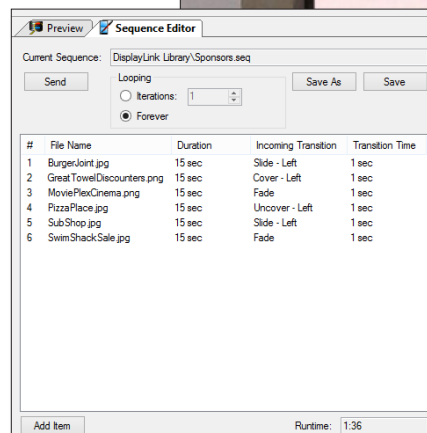 Preview Sequence Editor
Current Sequence: DisplayLink Library\Sponsors.seq
Send Looping Save As Save
Iterations: 1
Forever
# File Name Duration Incoming Transition Transition Time
1 BurgerJoint.jpg 15 sec Slide - Left 1 sec
2 GreatTowelDiscounters.png 15 sec Cover - Left 1 sec
3 MoviePlexCinema.png 15 sec Fade 1 sec
4 PizzaPlace.jpg 15 sec Uncover - Left 1 sec
5 SubShop.jpg 15 sec Slide - Left 1 sec
6 SwimShackSale.jpg 15 sec Fade 1 sec
Add Item Runtime: 1:36